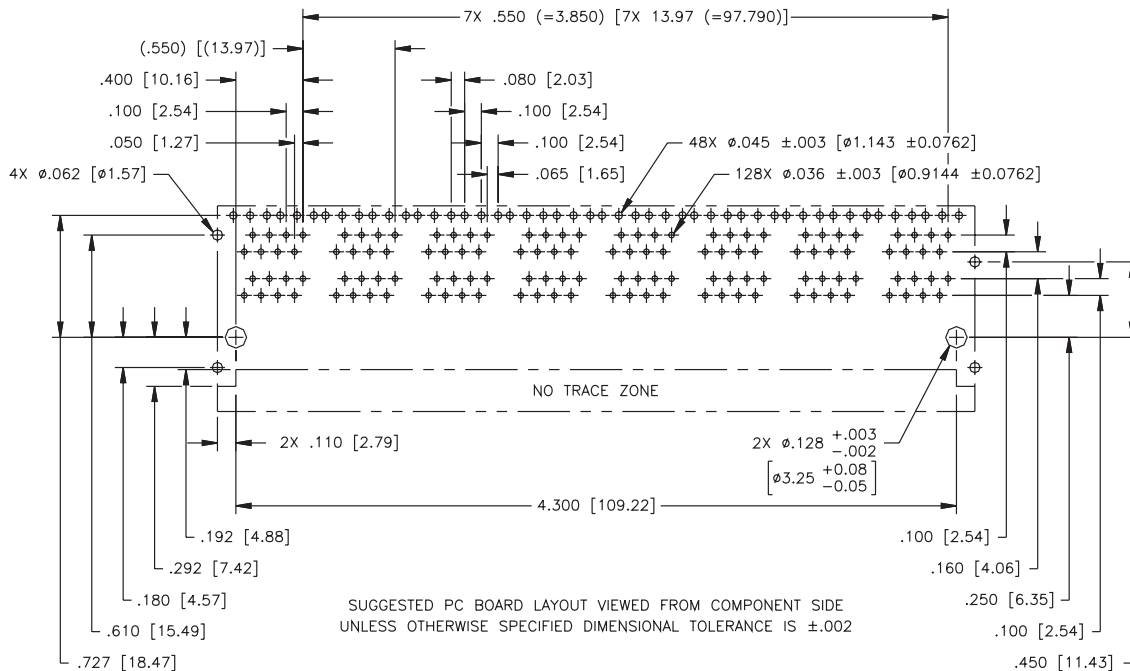 7X .550 (=3.850) [7X 13.97 (=97.790)]
(.550) [(13.97)]
.400 [10.16]
.080 [2.03]
.100 [2.54]
.100 [2.54]
.050 [1.27]
.100 [2.54]
48X ø.045 ±.003 [ø1.143 ±0.0762]
4X ø.062 [ø1.57]
.065 [1.65]
128X ø.036 ±.003 [ø0.9144 ±0.0762]
NO TRACE ZONE
2X .110 [2.79]
2X ø.128 +.003
-.002
[ø3.25 +0.08
-0.05]
4.300 [109.22]
.192 [4.88]
.100 [2.54]
.292 [7.42]
.160 [4.06]
.180 [4.57]
.250 [6.35]
SUGGESTED PC BOARD LAYOUT VIEWED FROM COMPONENT SIDE
UNLESS OTHERWISE SPECIFIED DIMENSIONAL TOLERANCE IS ±.002
.610 [15.49]
.100 [2.54]
.727 [18.47]
.450 [11.43]